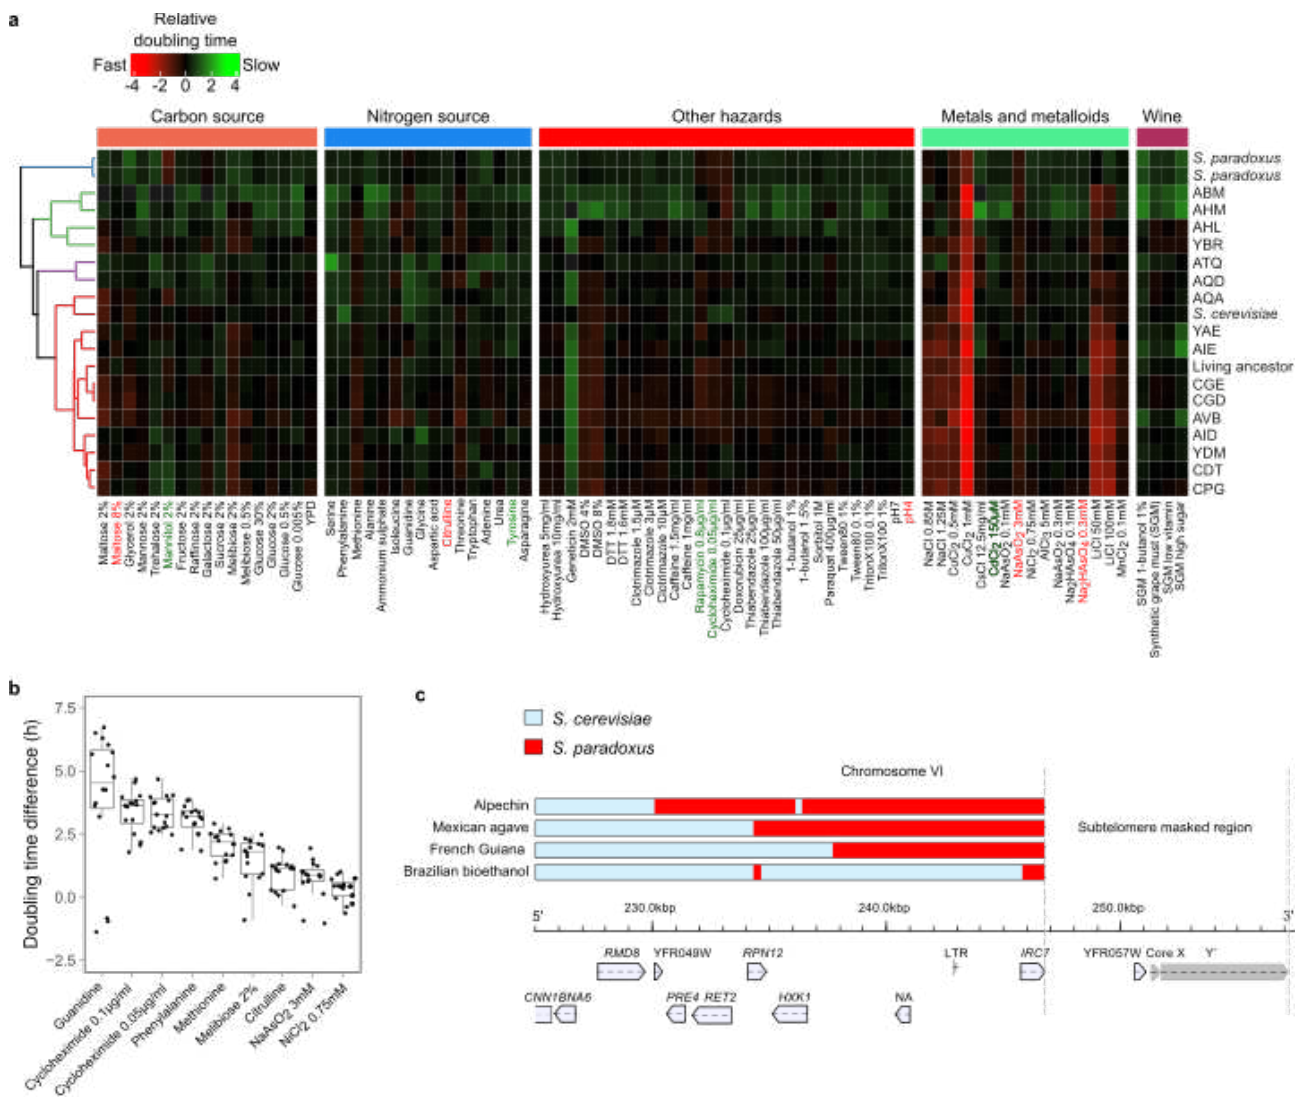 a
Relative
doubling time
Fast
Slow
-4 -2 0 2 4
Carbon source
Nitrogen source
Other hazards
Metals and metalloids
Wine
S. paradoxus
S. paradoxus
ABM
AHM
AHL
YBR
ATQ
AQD
AQA
S. cerevisiae
YAE
AIE
Living ancestor
CGE
CGD
AVB
AID
YDM
CDT
CPG
Maltose 2%
Maltose 8%
Glycerol 2%
Marose 2%
Trahalose 2%
Mannitol 2%
Fructose 2%
Raffinose 2%
Galactose 2%
Sucrose 2%
Melibiose 2%
Melibiose 0.5%
Glucose 30%
Glucose 2%
Glucose 0.5%
Glucose 0.005%
YPD
Serine
Phenylalanine
Methionine
Alanine
Ammonium sulphate
Isoleucine
Guanidine
Glycine
Aspartic acid
Citrulline
Threonine
Tryptophan
Adenine
Urea
Tyrosine
Asparagine
Hydroxyurea 5mg/ml
Hydroxyurea 10mg/ml
Geneticin 2mM
DMSO 4%
DMSO 8%
DTT 1.8mM
DTT 1.6mM
Clotrimazole 1.5µM
Clotrimazole 3µM
Clotrimazole 10µM
Caffeine 1.5mg/ml
Caffeine 1mg/ml
Rapamycin 0.8µg/ml
Cycloheximide 0.05µg/ml
Cycloheximide 0.1µg/ml
Doxorubicin 25µg/ml
Thiabendazole 25µg/ml
Thiabendazole 100µg/ml
Thiabendazole 50µg/ml
1-butanol 1%
1-butanol 1.5%
Sorbitol 1M
Paraquat 400µg/ml
Tween80 1%
Tween80 0.1%
TritonX100 0.1%
TritonX100 1%
pH7
pH4
NaCl 0.85M
NaCl 1.25M
CuCl2 0.5mM
CuCl2 1mM
CsCl 12.5mg/ml
CdCl2 150µM
NaAsO5 0.1mM
NaAsO2 3mM
NiCl2 0.75mM
AlCl3 5mM
NaAsO2 0.3mM
Na2HAsO4 0.1mM
Na2HAsO4 0.3mM
LiCl 50mM
LiCl 100mM
MnCl2 0.1mM
SGM 1-butanol 1%
Synthetic grape must (SGM)
SGM low vitamin
SGM high sugar
b
Doubling time difference (h)
7.5
5.0
2.5
0.0
−2.5
Guanidine
Cycloheximide 0.1µg/ml
Cycloheximide 0.05µg/ml
Phenylalanine
Methionine
Melibiose 2%
Citrulline
NaAsO2 3mM
NiCl2 0.75mM
c
S. cerevisiae
S. paradoxus
Chromosome VI
Alpechin
Mexican agave
Subtelomere masked region
French Guiana
Brazilian bioethanol
5' 230.0kbp 240.0kbp 250.0kbp 3'
RMD8 YFR049W RPN12 LTR IRC7 YFR057W Core X Y'
CNN1 BNA6 PRE4 RET2 HXK1 NA